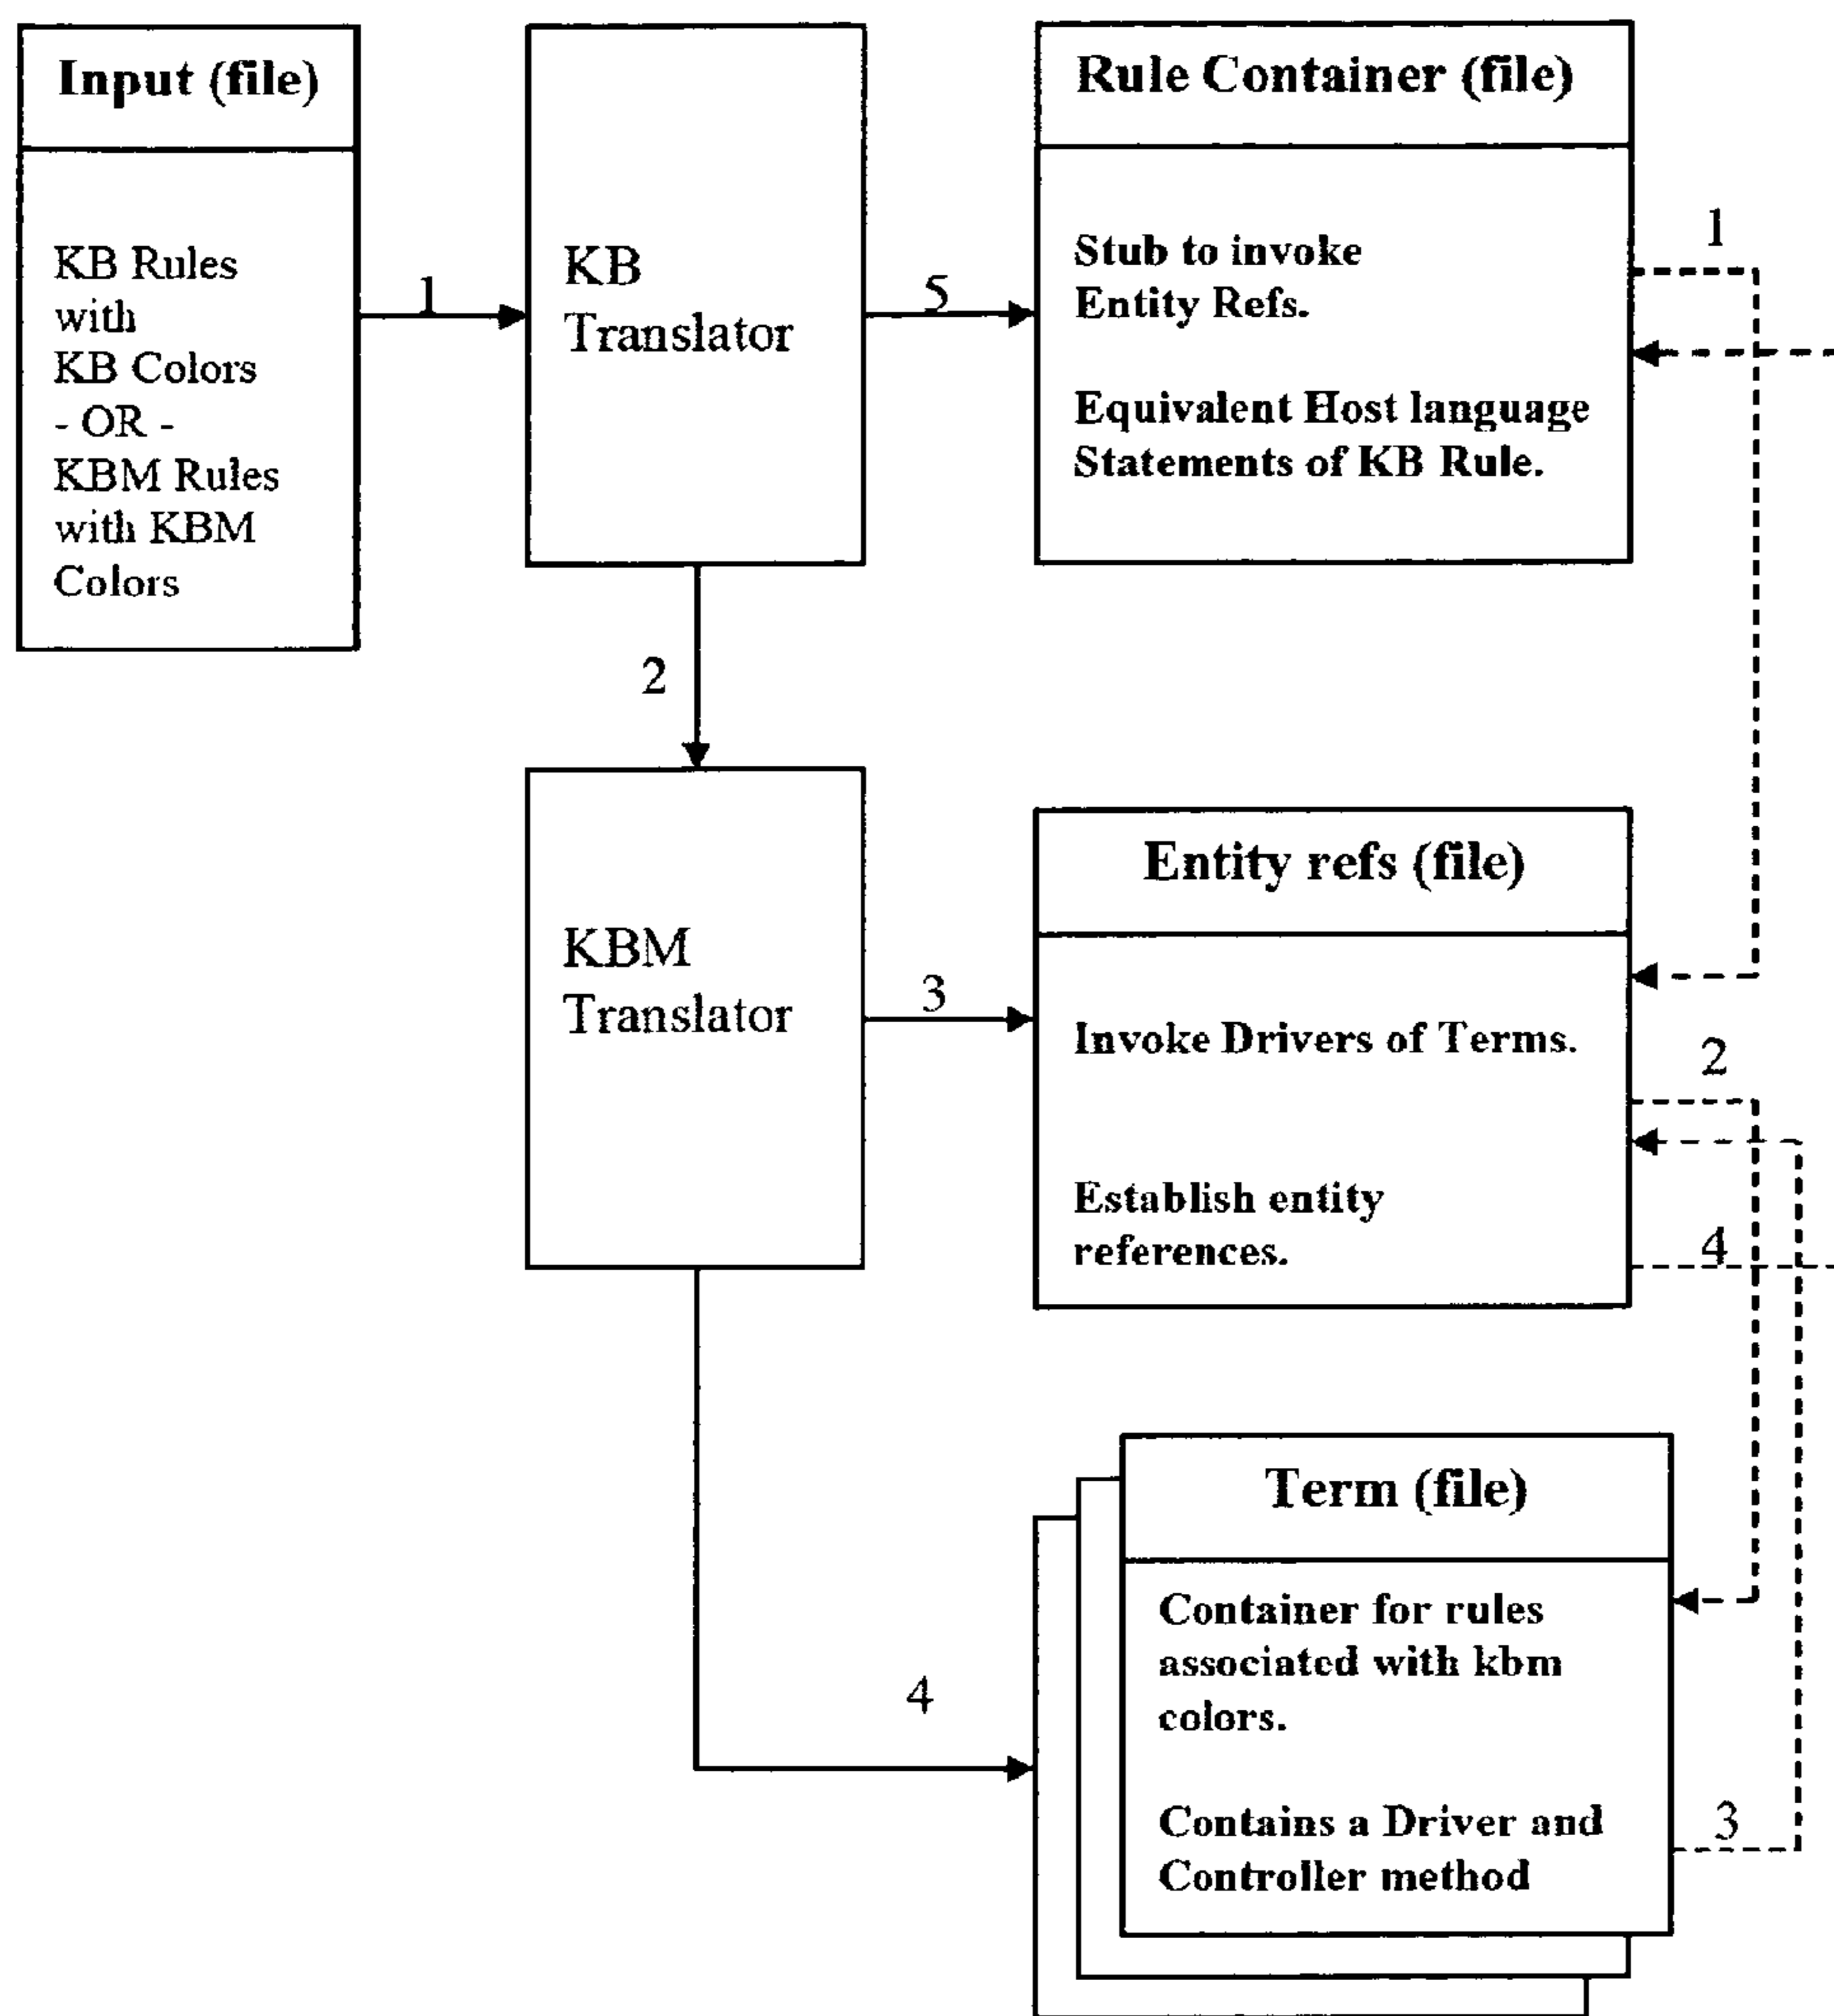 Input (file)
KB Rules
with
KB Colors
- OR -
KBM Rules
with KBM
Colors
1
KB
Translator
5
Rule Container (file)
Stub to invoke
Entity Refs.
Equivalent Host language
Statements of KB Rule.
1
2
KBM
Translator
3
Entity refs (file)
Invoke Drivers of Terms.
Establish entity
references.
2
4
4
Term (file)
Container for rules
associated with kbm
colors.
Contains a Driver and
Controller method
3